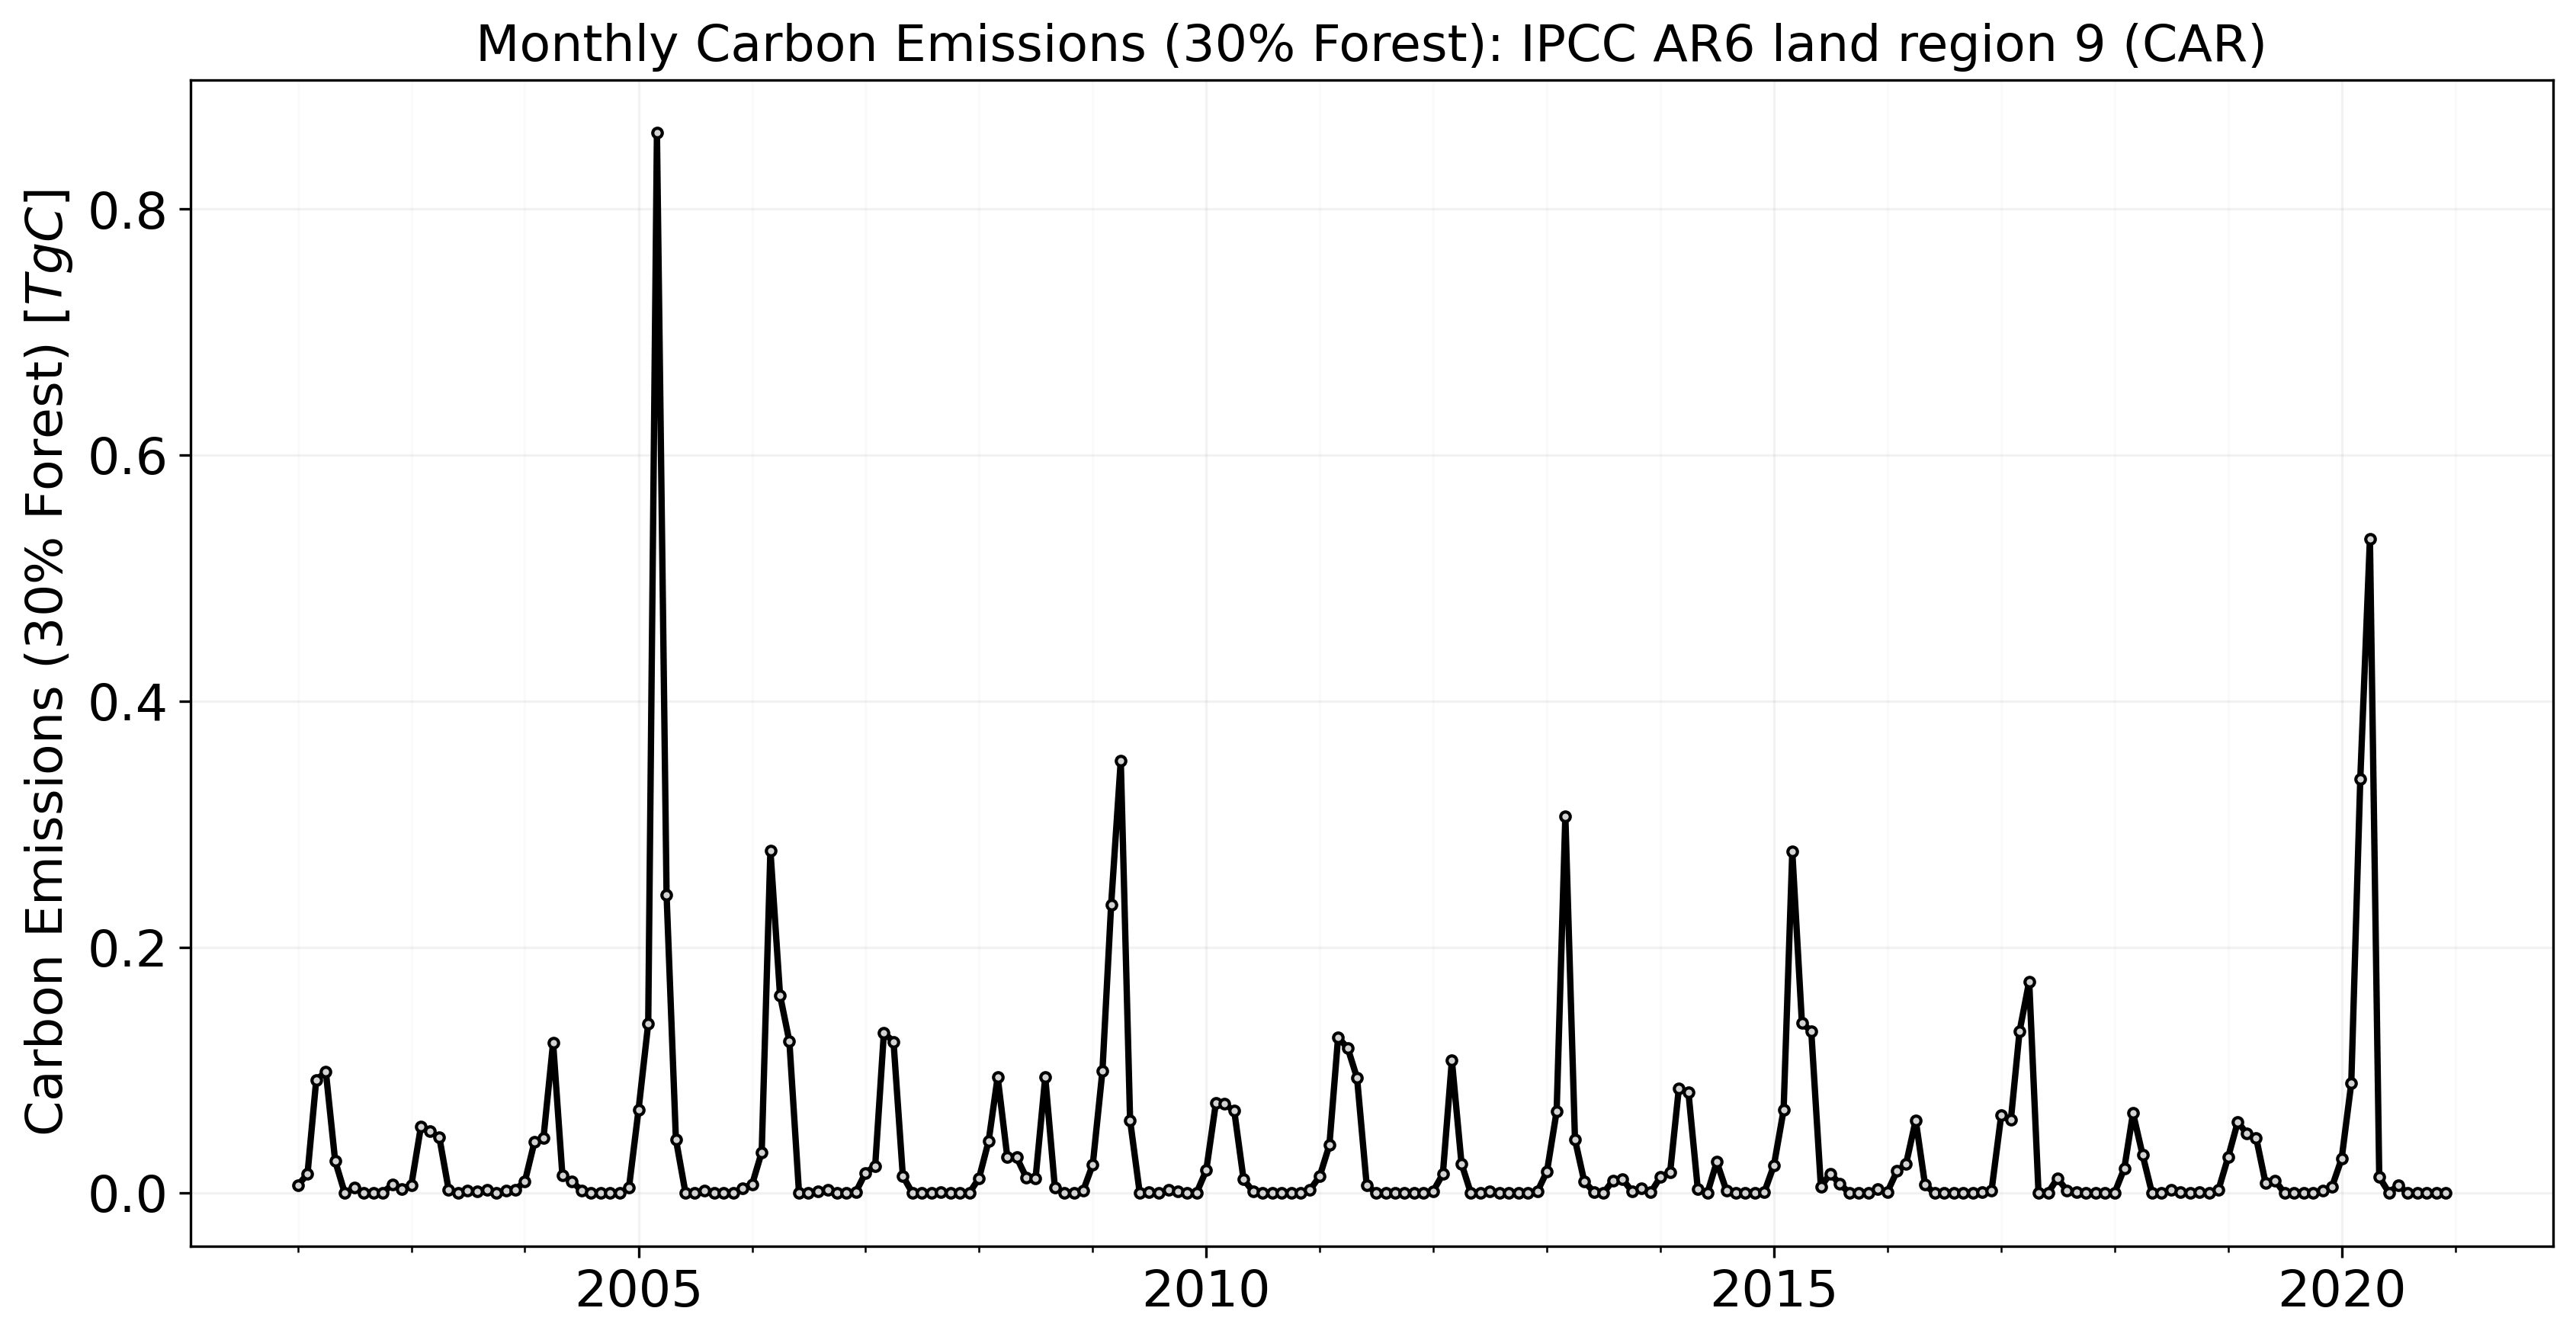 Monthly Carbon Emissions (30% Forest): IPCC AR6 land region 9 (CAR)
Carbon Emissions (30% Forest) [TgC]
0.8
0.6
0.4
0.2
0.0
2005 2010 2015 2020